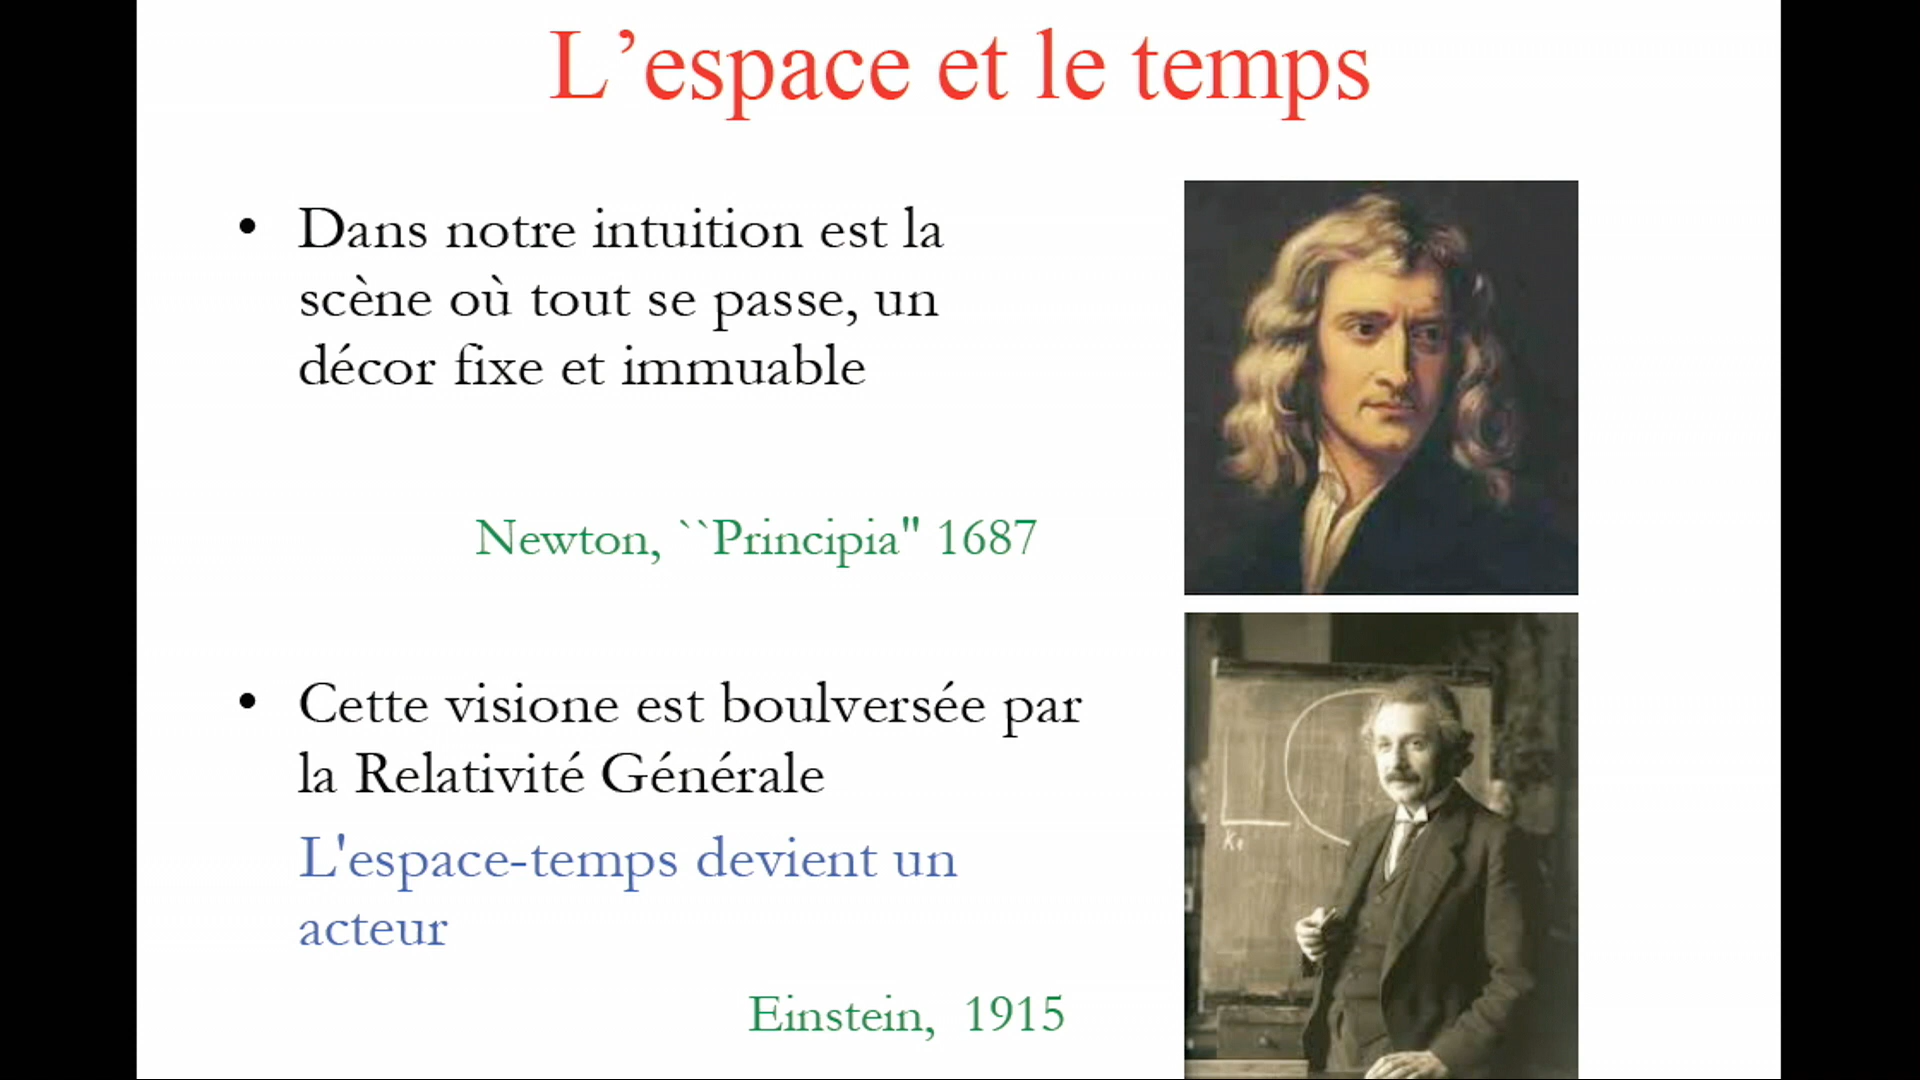 L’espace et le temps
• Dans notre intuition est la
scène où tout se passe, un
décor fixe et immuable
Newton, ``Principia" 1687
• Cette visione est boulversée par
la Relativité Générale
L'espace-temps devient un
acteur
Einstein, 1915